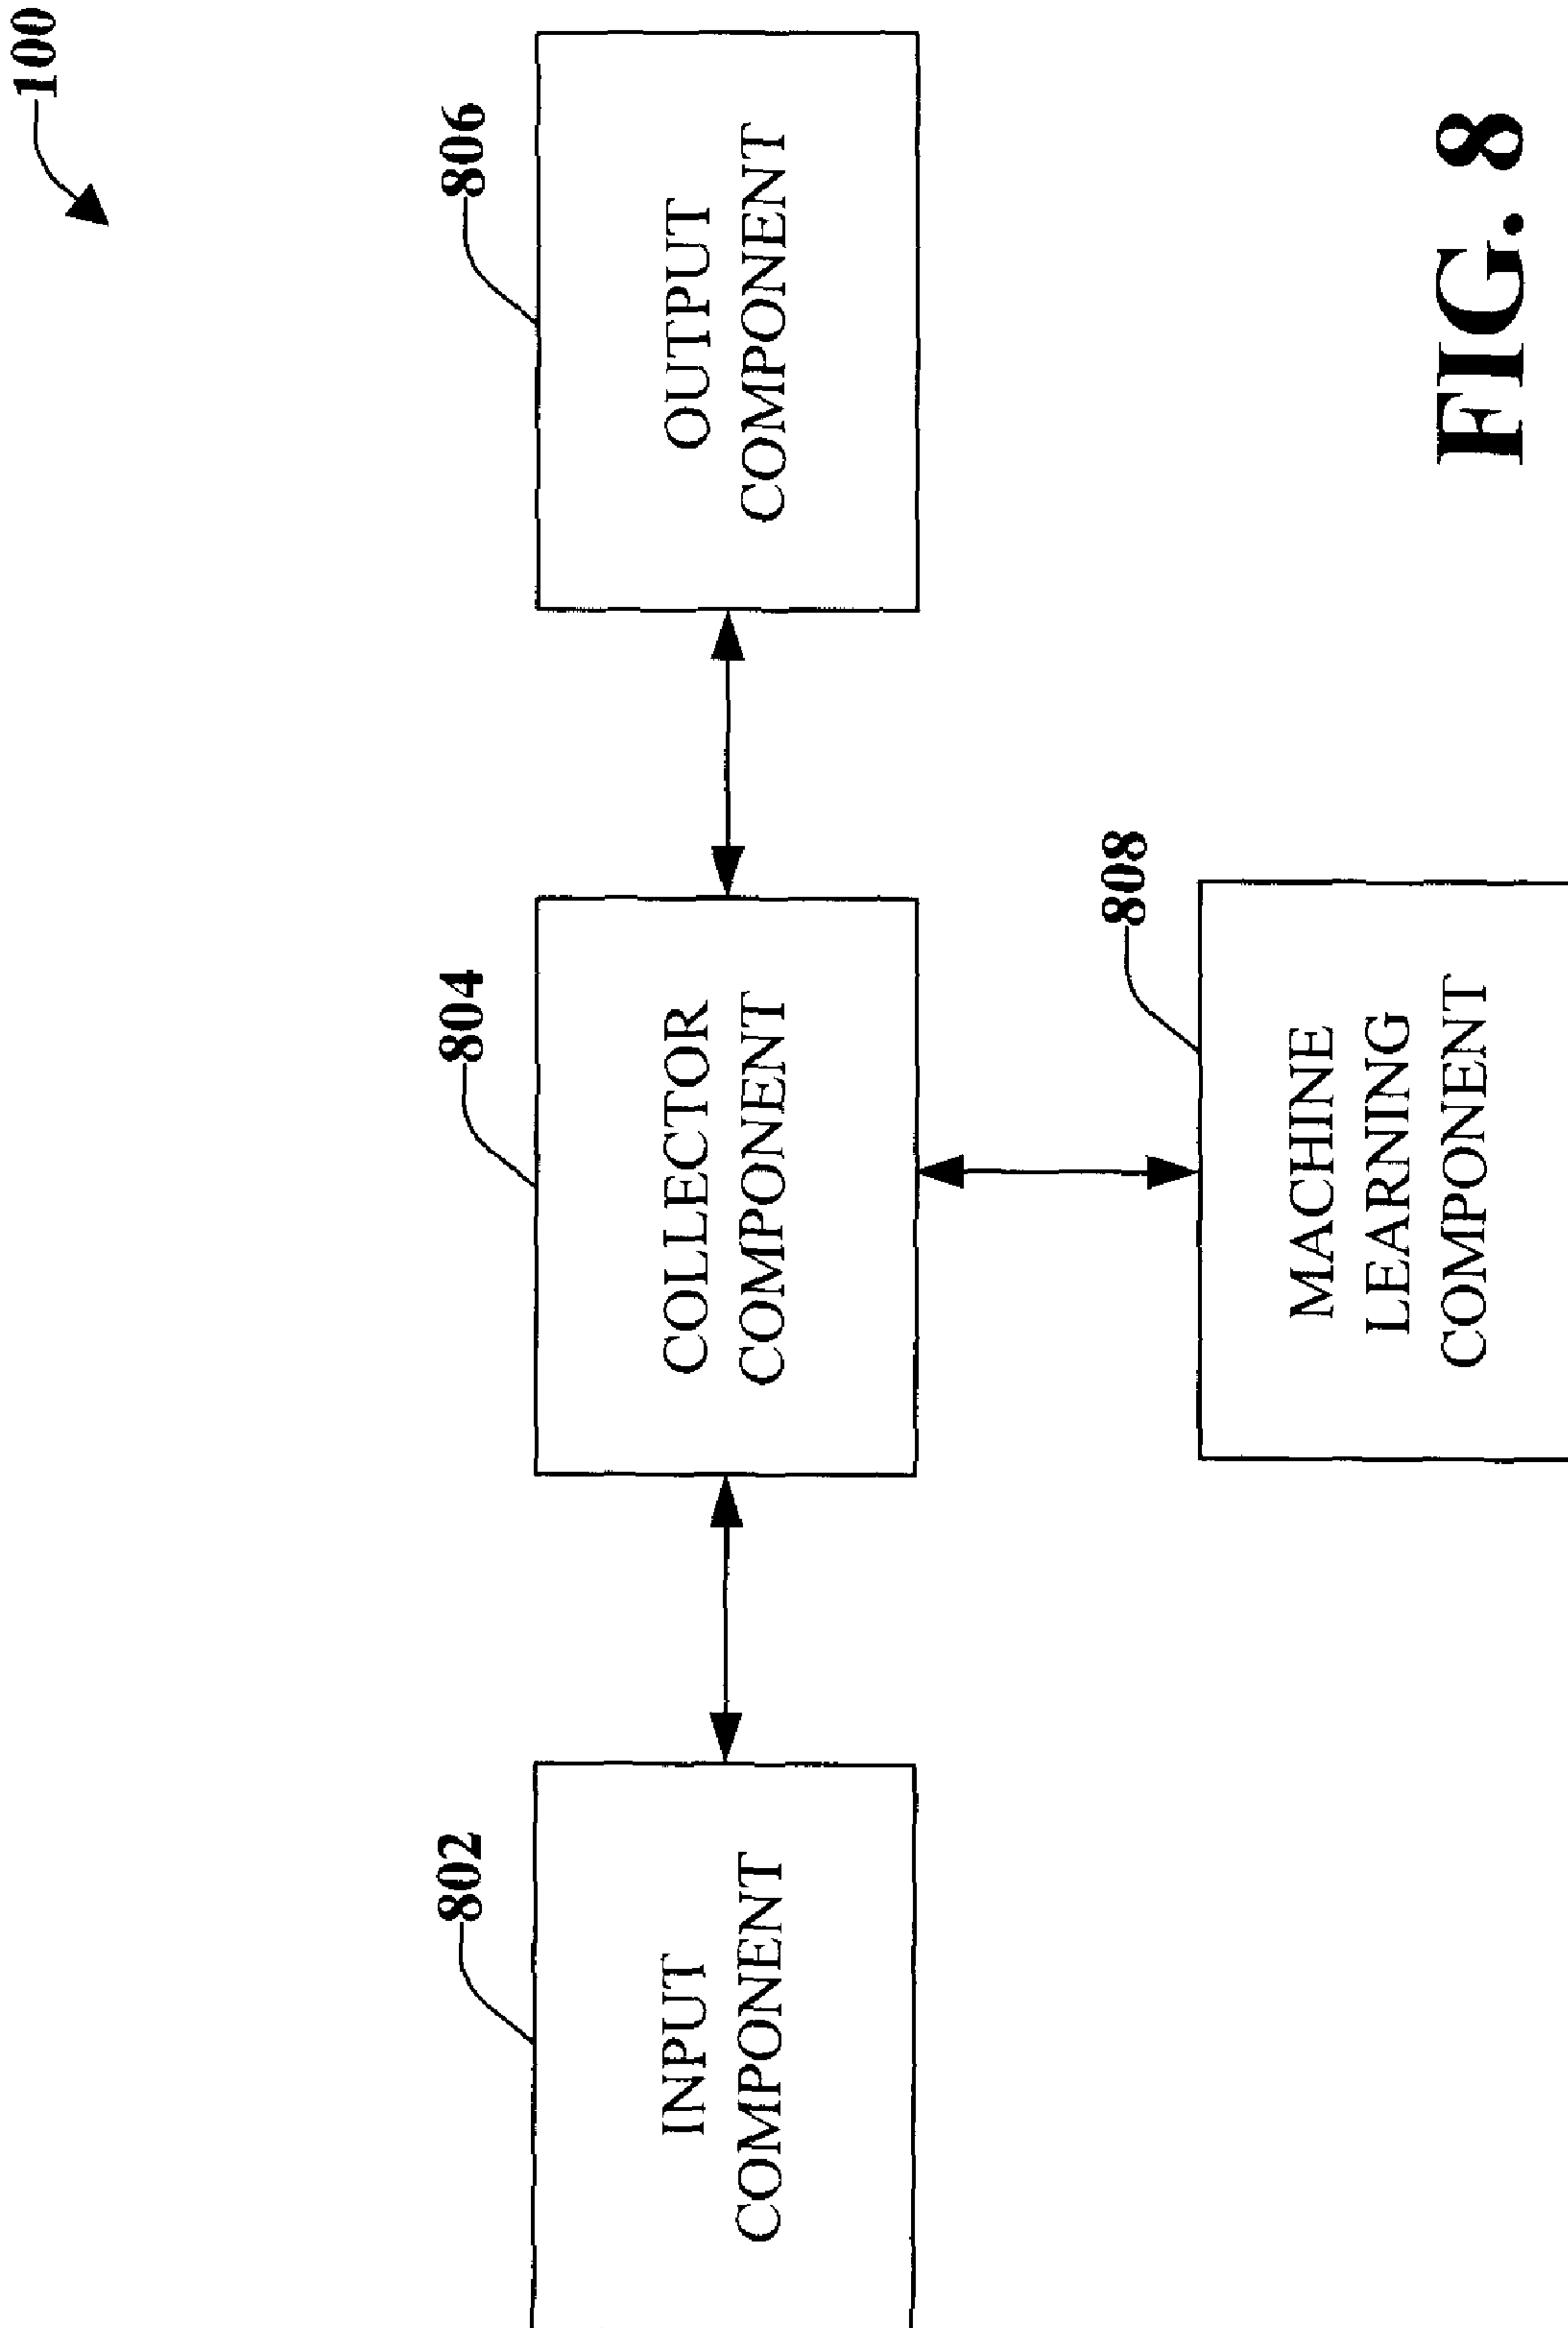 100
802
INPUT
COMPONENT
804
COLLECTOR
COMPONENT
806
OUTPUT
COMPONENT
808
MACHINE
LEARNING
COMPONENT
FIG. 8